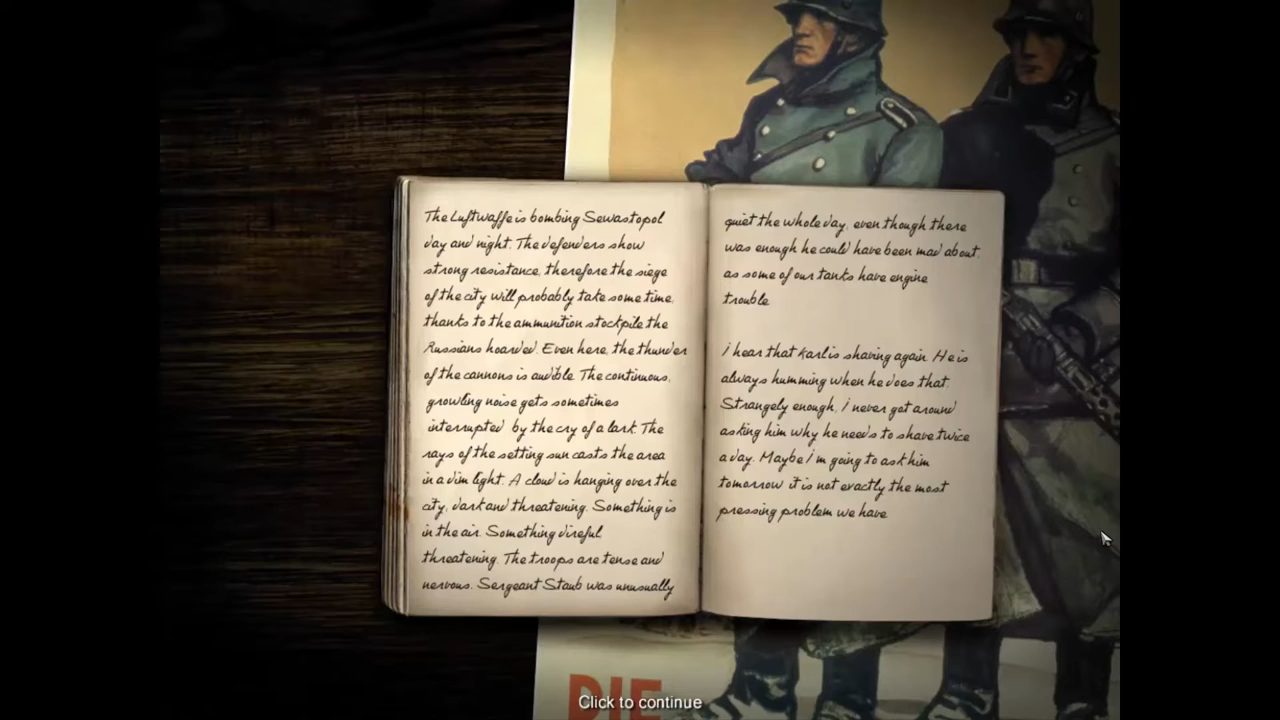 The Luftwaffe is bombing Sewastopol
day and night. The defenders show
strong resistance, therefore the siege
of the city will probably take some time,
thanks to the ammunition stockpile the
Russians hoarded. Even here, the thunder
of the cannons is audible. The continuous,
growling noise gets sometimes
interrupted by the cry of a lark. The
rays of the setting sun casts the area
in a dim light. A cloud is hanging over the
city, dark and threatening. Something is
in the air. Something direful
threatening. The troops are tense and
nervous. Sergeant Staub was unusually
quiet the whole day, even though there
was enough he could have been mad about,
as some of our tanks have engine
trouble
I hear that Karl is shaving again. He is
always humming when he does that.
Strangely enough, I never got around
asking him why he needs to shave twice
a day. Maybe I m going to ask him
tomorrow it is not exactly the most
pressing problem we have
DIE
Click to continue